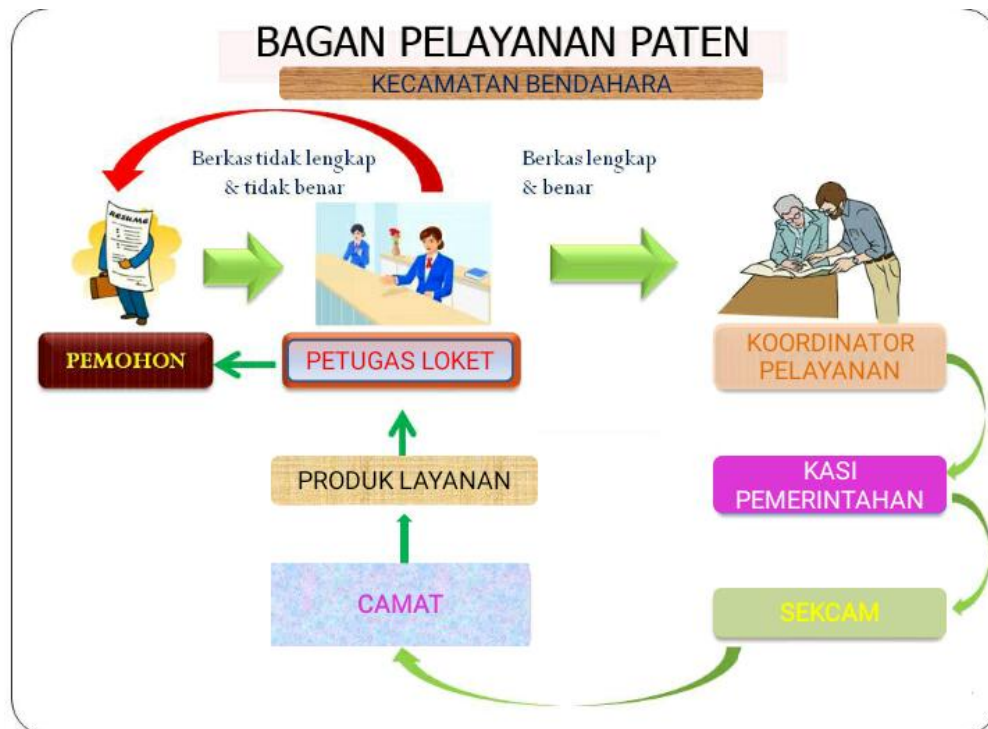 BAGAN PELAYANAN PATEN
KECAMATAN BENDAHARA
Berkas tidak lengkap
& tidak benar
Berkas lengkap
& benar
RESUME
PEMOHON
PETUGAS LOKET
KOORDINATOR
PELAYANAN
PRODUK LAYANAN
KASI
PEMERINTAHAN
CAMAT
SEKCAM